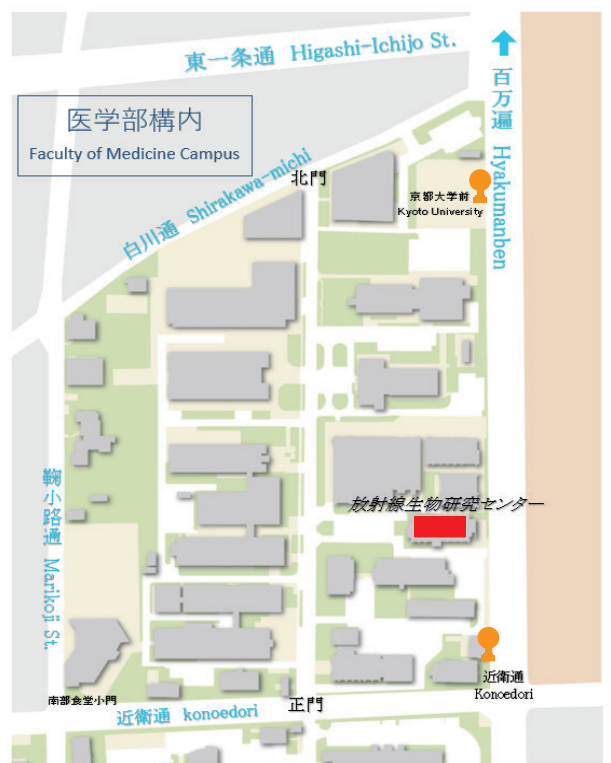 東一条通 Higashi-Ichijo St.
医学部構内
Faculty of Medicine Campus
百万遍 Hyakumanben
白川通 Shirakawa-michi
北門
京都大学前
Kyoto University
鞠小路通 Marikoji St.
放射線生物研究センター
近衛通
Konoedori
南部食堂小門
近衛通 konoedori
正門